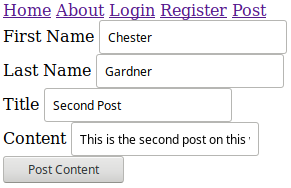 Home About Login Register Post
First Name Chester
Last Name Gardner
Title Second Post
Content This is the second post on this
Post Content